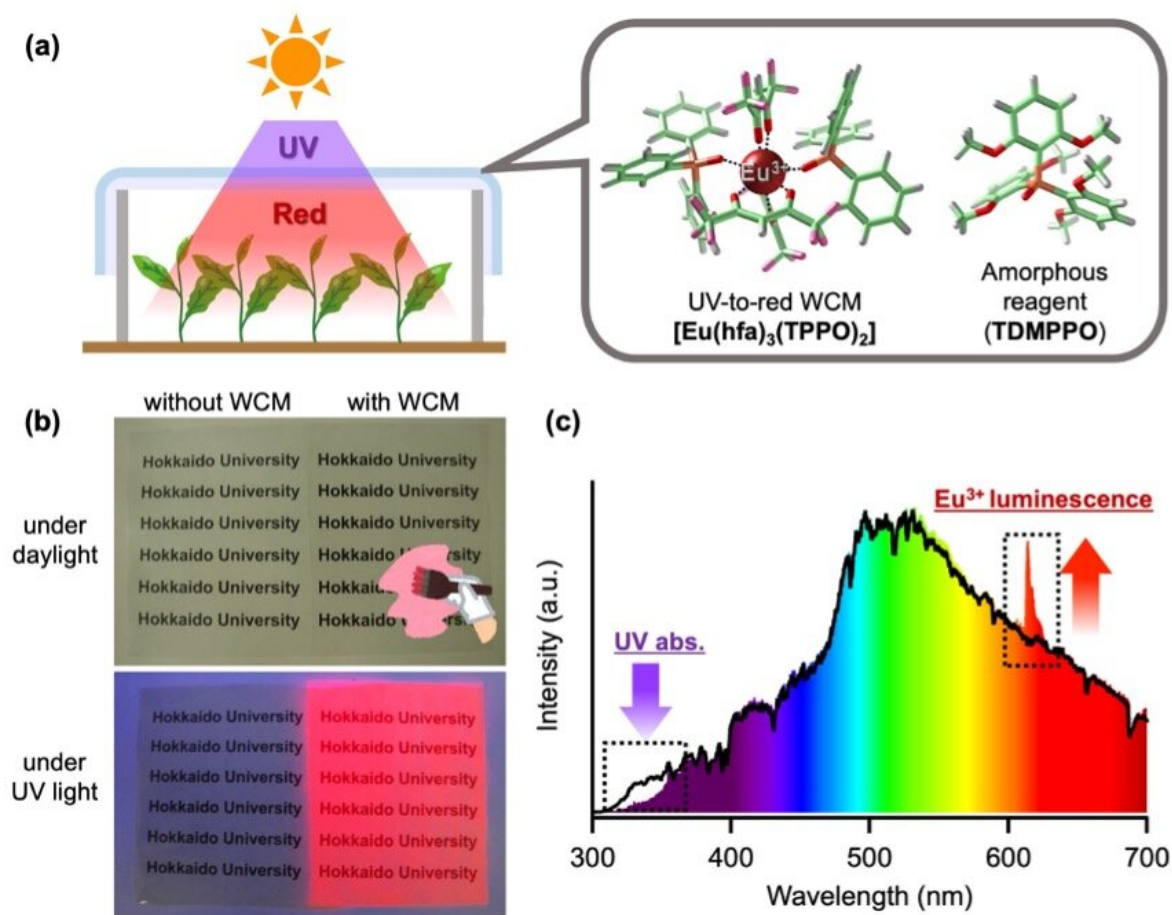 (a)
UV
Red
Eu³⁺
UV-to-red WCM
[Eu(hfa)₃(TPPO)₂]
Amorphous
reagent
(TDMPPO)
(b)
without WCM
with WCM
under
daylight
Hokkaido University Hokkaido University
Hokkaido University Hokkaido University
Hokkaido University Hokkaido University
Hokkaido University Hokkaido
Hokkaido University
Hokkaido University Hokkaido
under
UV light
Hokkaido University Hokkaido University
Hokkaido University Hokkaido University
Hokkaido University Hokkaido University
Hokkaido University Hokkaido University
Hokkaido University Hokkaido University
Hokkaido University Hokkaido University
(c)
Intensity (a.u.)
UV abs.
Eu³⁺ luminescence
300 400 500 600 700
Wavelength (nm)